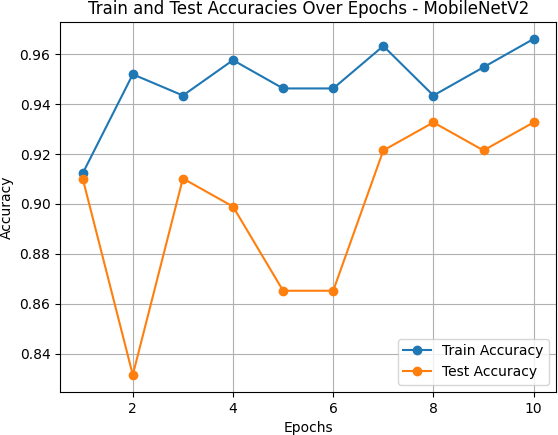 Train and Test Accuracies Over Epochs - MobileNetV2
Accuracy
0.96
0.94
0.92
0.90
0.88
0.86
0.84
Train Accuracy
Test Accuracy
2 4 6 8 10
Epochs